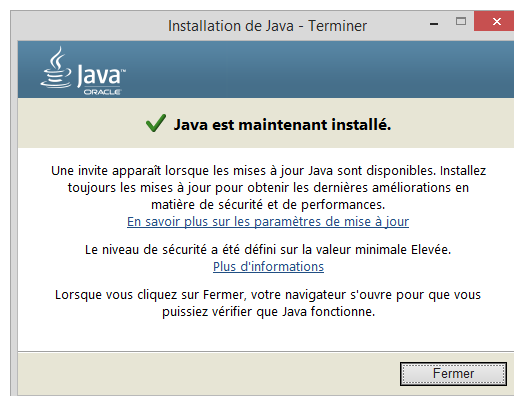 Installation de Java - Terminer
Java™
ORACLE
Java est maintenant installé.
Une invite apparaît lorsque les mises à jour Java sont disponibles. Installez
toujours les mises à jour pour obtenir les dernières améliorations en
matière de sécurité et de performances.
En savoir plus sur les paramètres de mise à jour
Le niveau de sécurité a été défini sur la valeur minimale Elevée.
Plus d'informations
Lorsque vous cliquez sur Fermer, votre navigateur s'ouvre pour que vous
puissiez vérifier que Java fonctionne.
Fermer